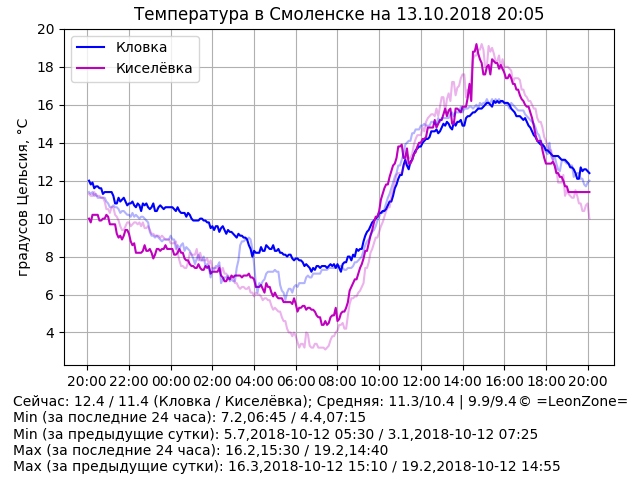 Температура в Смоленске на 13.10.2018 20:05
Кловка
Киселёвка
градусов Цельсия, °C
20
18
16
14
12
10
8
6
4
20:00 22:00 00:00 02:00 04:00 06:00 08:00 10:00 12:00 14:00 16:00 18:00 20:00
Сейчас: 12.4 / 11.4 (Кловка / Киселёвка); Средняя: 11.3/10.4 | 9.9/9.4© =LeonZone=
Min (за последние 24 часа): 7.2,06:45 / 4.4,07:15
Min (за предыдущие сутки): 5.7,2018-10-12 05:30 / 3.1,2018-10-12 07:25
Max (за последние 24 часа): 16.2,15:30 / 19.2,14:40
Max (за предыдущие сутки): 16.3,2018-10-12 15:10 / 19.2,2018-10-12 14:55